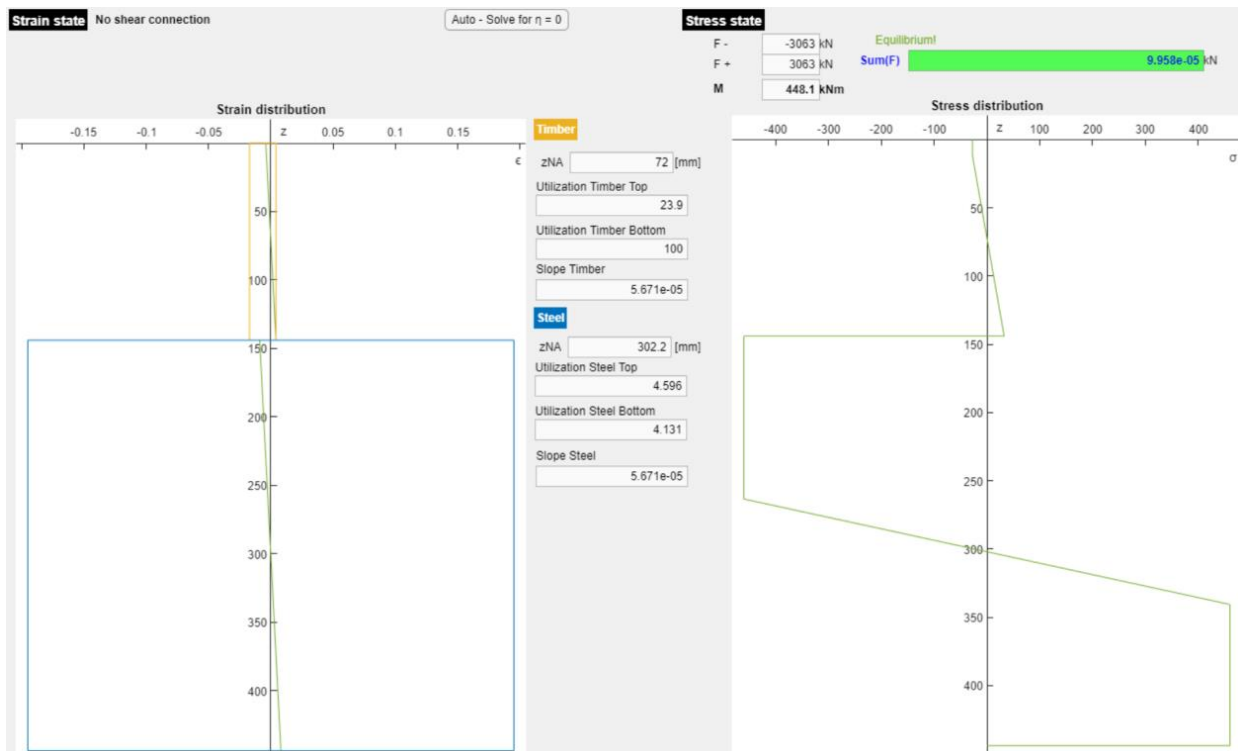 Strain state No shear connection Auto - Solve for η = 0
Stress state
F - -3063 kN
F + 3063 kN
M 448.1 kNm
Equilibrium!
Sum(F) 9.958e-05 kN
Strain distribution
-0.15 -0.1 -0.05 z 0.05 0.1 0.15
ϵ
50
100
150
200
250
300
350
400
Timber
zNA 72 [mm]
Utilization Timber Top
23.9
Utilization Timber Bottom
100
Slope Timber
5.671e-05
Steel
zNA 302.2 [mm]
Utilization Steel Top
4.596
Utilization Steel Bottom
4.131
Slope Steel
5.671e-05
Stress distribution
-400 -300 -200 -100 z 100 200 300 400
σ
50
100
150
200
250
300
350
400